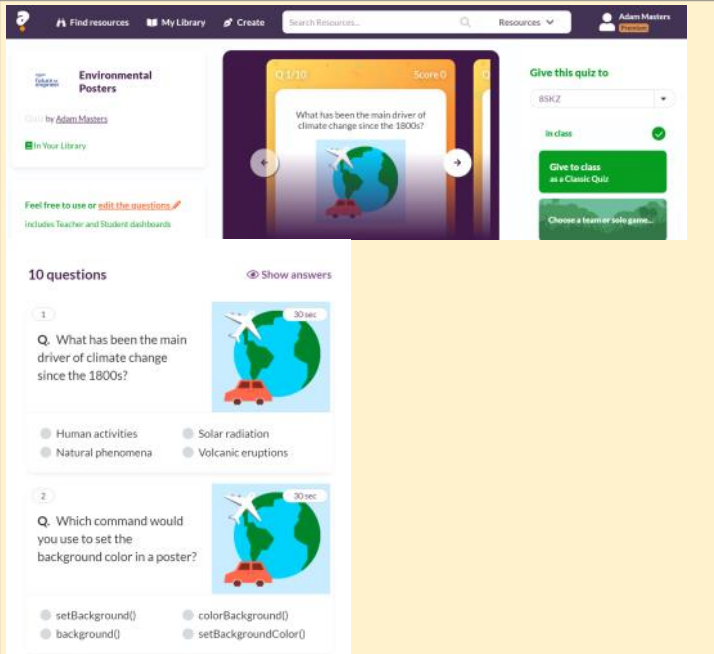 Find resources My Library Create Search Resources... Resources Adam Masters
Premium
Environmental
Posters
Quiz by Adam Masters
In Your Library
Feel free to use or edit the questions
includes Teacher and Student dashboards
Q 1/10 Score 0 Q
What has been the main driver of
climate change since the 1800s?
Give this quiz to
8SKZ
in class
Give to class
as a Classic Quiz
Choose a team or solo game...
10 questions Show answers
1 30 sec
Q. What has been the main
driver of climate change
since the 1800s?
Human activities Solar radiation
Natural phenomena Volcanic eruptions
2 30 sec
Q. Which command would
you use to set the
background color in a poster?
setBackground() colorBackground()
background() setBackgroundColor()